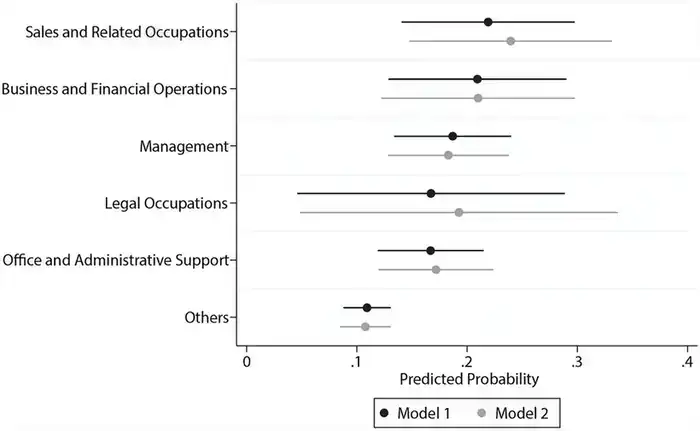 Sales and Related Occupations
Business and Financial Operations
Management
Legal Occupations
Office and Administrative Support
Others
0 .1 .2 .3 .4
Predicted Probability
Model 1 Model 2